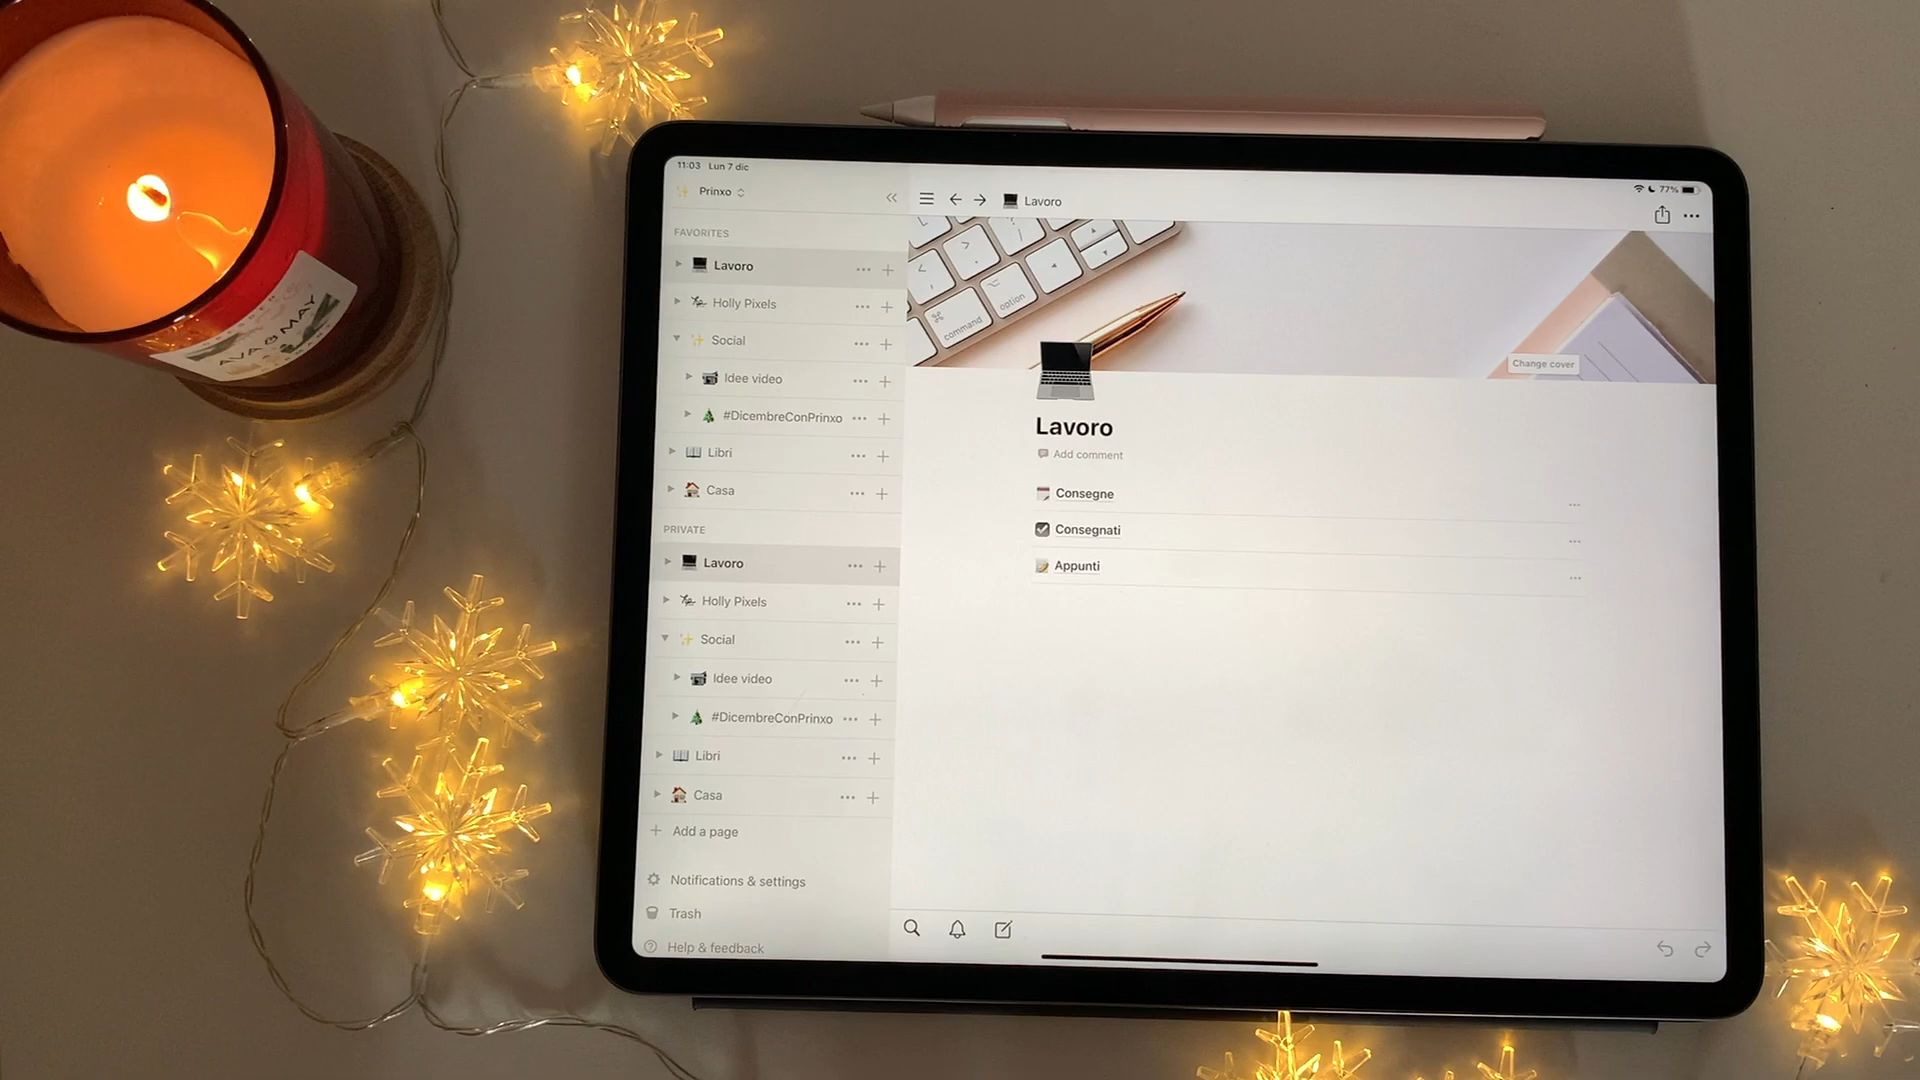 11:03 Lun 7 dic
77%
Prinxo
Lavoro
FAVORITES
Lavoro
Holly Pixels
Social
Idee video
#DicembreConPrinxo
Libri
Casa
PRIVATE
Lavoro
Holly Pixels
Social
Idee video
#DicembreConPrinxo
Libri
Casa
Add a page
Notifications & settings
Trash
Help & feedback
command
option
Change cover
Lavoro
Add comment
Consegne
Consegnati
Appunti
AVA & MAY